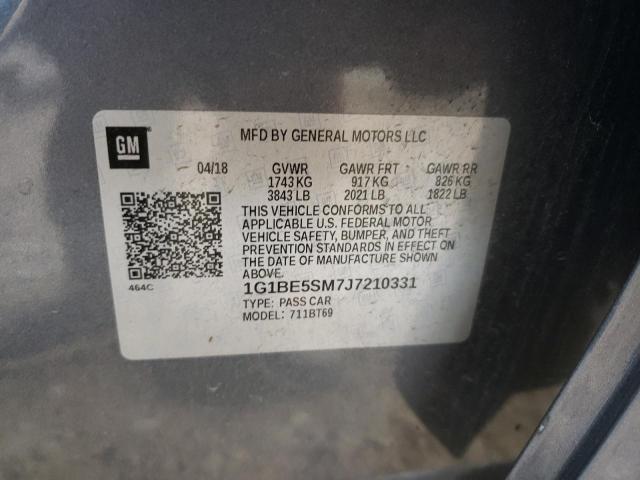 GM
MFD BY GENERAL MOTORS LLC
04/18 GVWR GAWR FRT GAWR RR
1743 KG 917 KG 826 KG
3843 LB 2021 LB 1822 LB
THIS VEHICLE CONFORMS TO ALL
APPLICABLE U.S. FEDERAL MOTOR
VEHICLE SAFETY, BUMPER, AND THEFT
PREVENTION STANDARDS IN EFFECT ON
THE DATE OF MANUFACTURE SHOWN
ABOVE.
464C
1G1BE5SM7J7210331
TYPE: PASS CAR
MODEL: 711BT69